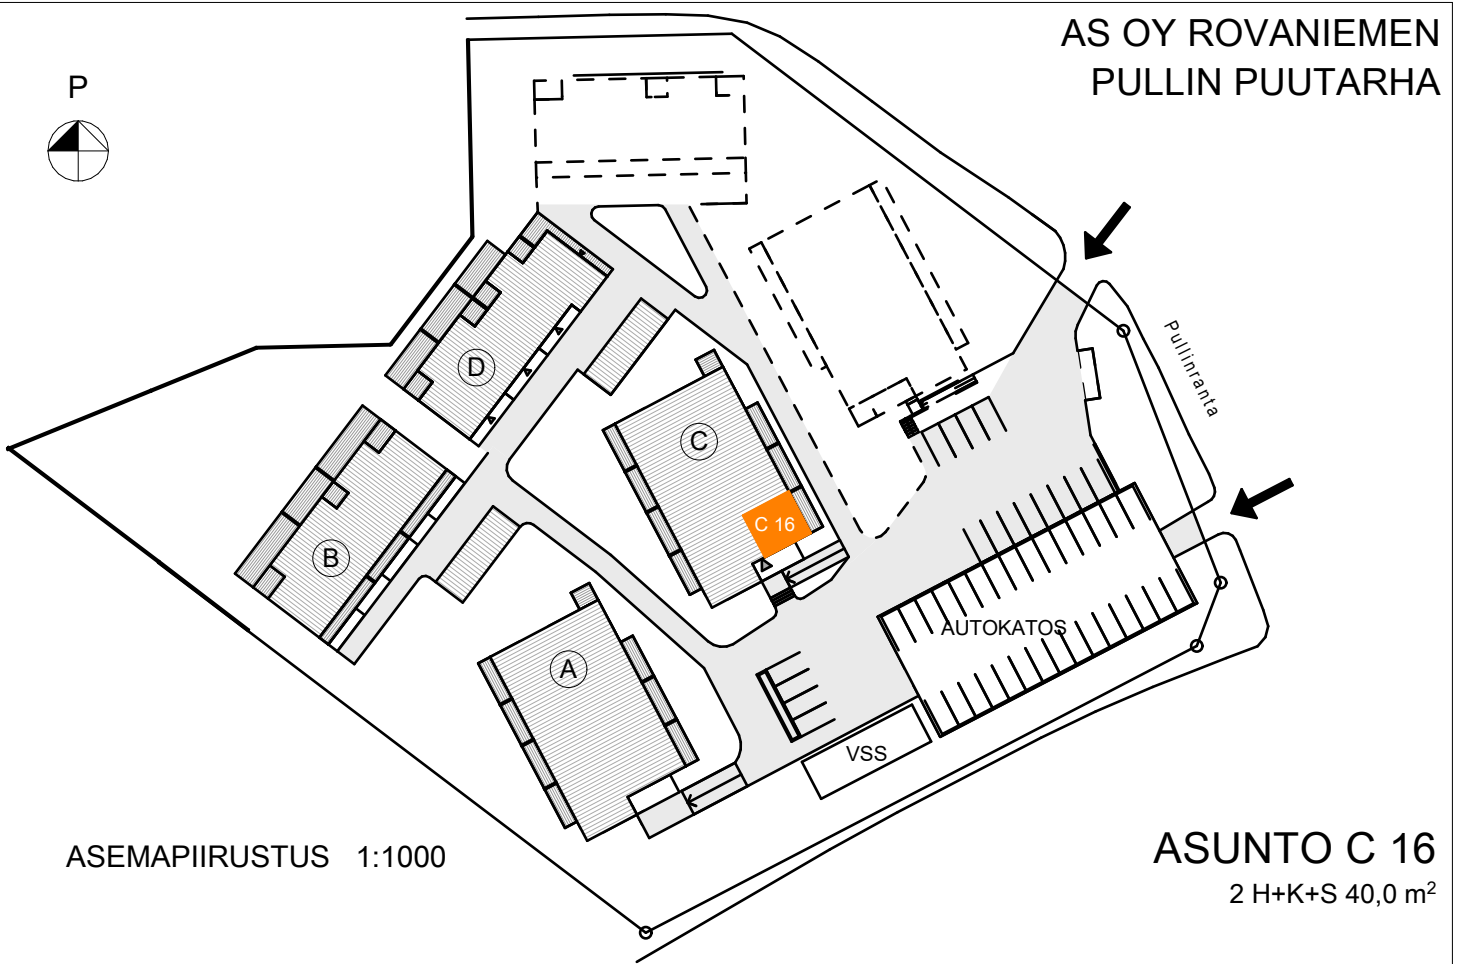 AS OY ROVANIEMEN
PULLIN PUUTARHA
P
Pullinranta
D
C
C 16
B
A
AUTOKATOS
VSS
ASEMAPIIRUSTUS 1:1000
ASUNTO C 16
2 H+K+S 40,0 m²